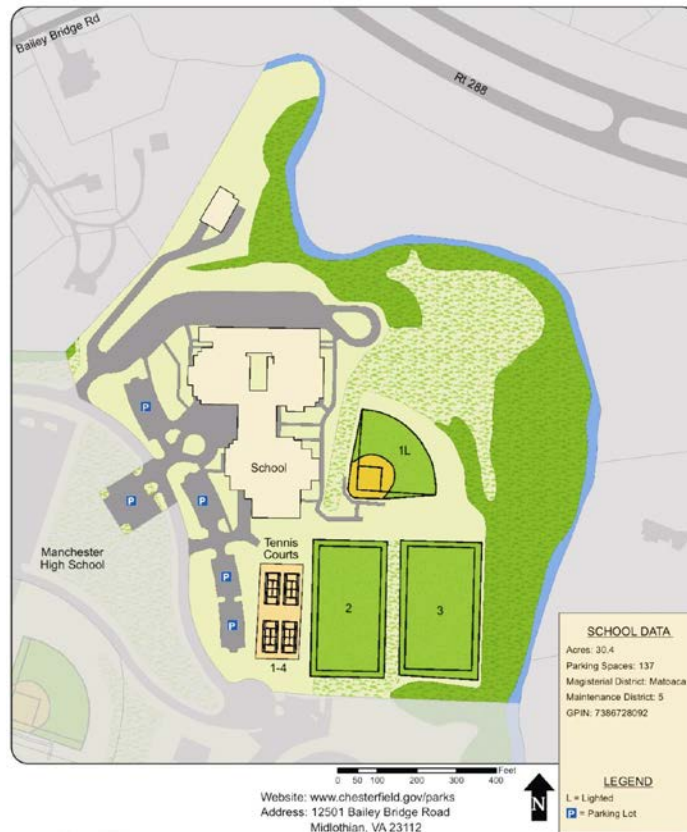 Bailey Bridge Rd
Rt 288
P
School
1L
P
P
Manchester
High School
Tennis
Courts
P
P
2
3
1-4
SCHOOL DATA
Acres: 30.4
Parking Spaces: 137
Magisterial District: Matoaca
Maintenance District: 5
GPIN: 7386728092
LEGEND
L = Lighted
P = Parking Lot
Feet
0 50 100 200 300 400
N
Website: www.chesterfield.gov/parks
Address: 12501 Bailey Bridge Road
Midlothian, VA 23112